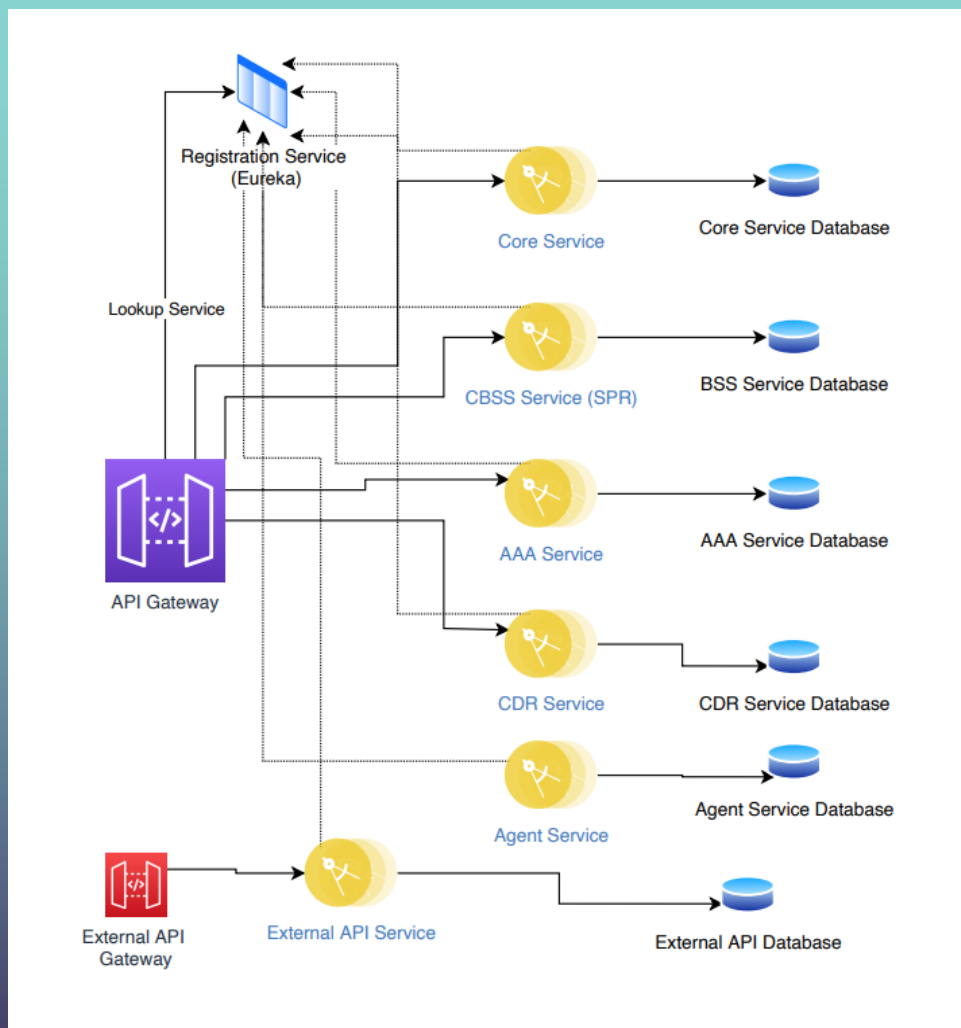 Registration Service
(Eureka)
Core Service
Core Service Database
Lookup Service
CBSS Service (SPR)
BSS Service Database
</>
API Gateway
AAA Service
AAA Service Database
CDR Service
CDR Service Database
Agent Service
Agent Service Database
</>
External API
Gateway
External API Service
External API Database